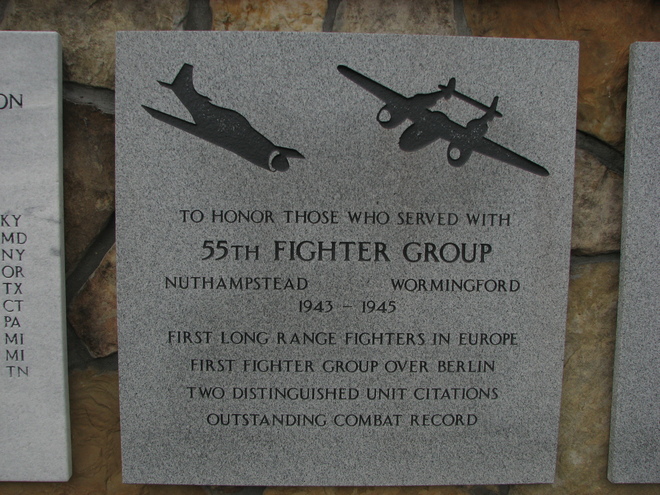 ON
KY
MD
NY
OR
TX
CT
PA
MI
MI
TN
TO HONOR THOSE WHO SERVED WITH
55TH FIGHTER GROUP
NUTHAMPSTEAD WORMINGFORD
1943 – 1945
FIRST LONG RANGE FIGHTERS IN EUROPE
FIRST FIGHTER GROUP OVER BERLIN
TWO DISTINGUISHED UNIT CITATIONS
OUTSTANDING COMBAT RECORD